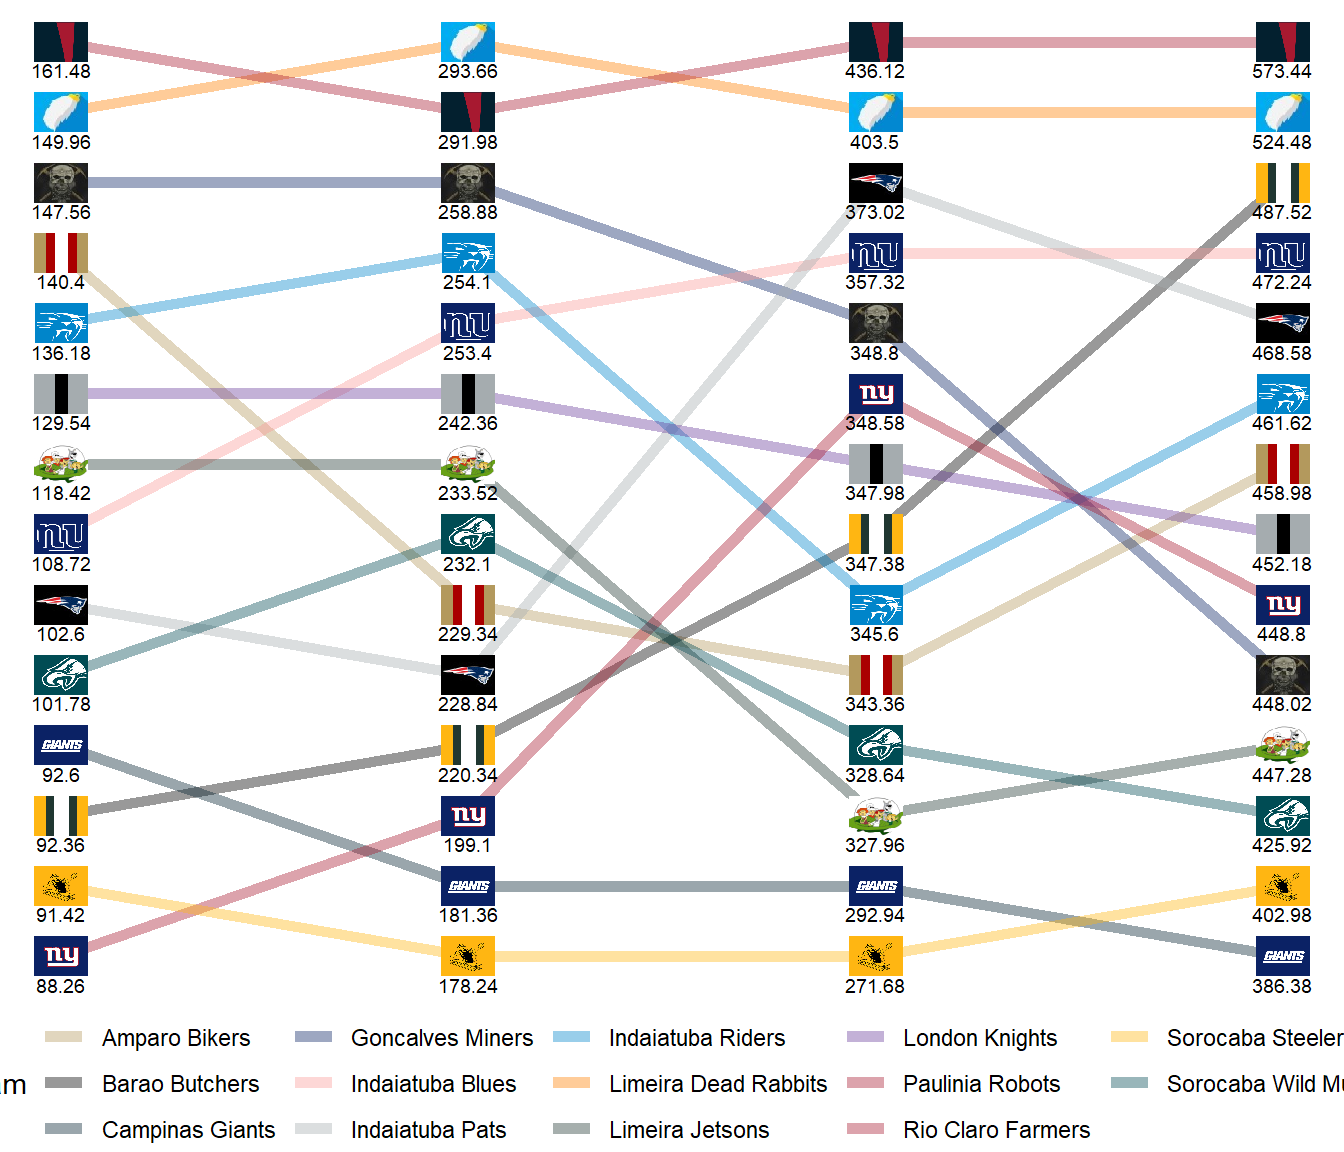 161.48 293.66 436.12 573.44
149.96 291.98 403.5 524.48
147.56 258.88 373.02 487.52
140.4 254.1 357.32 472.24
136.18 253.4 348.8 468.58
ny
129.54 242.36 348.58 461.62
118.42 233.52 347.98 458.98
nu
108.72 232.1 347.38 452.18
ny
102.6 229.34 345.6 448.8
101.78 228.84 343.36 448.02
GIANTS
92.6 220.34 328.64 447.28
ny
92.36 199.1 327.96 425.92
GIANTS GIANTS
91.42 181.36 292.94 402.98
ny GIANTS
88.26 178.24 271.68 386.38
Amparo Bikers Goncalves Miners Indaiatuba Riders London Knights Sorocaba Steeler
am Barao Butchers Indaiatuba Blues Limeira Dead Rabbits Paulinia Robots Sorocaba Wild Mu
Campinas Giants Indaiatuba Pats Limeira Jetsons Rio Claro Farmers